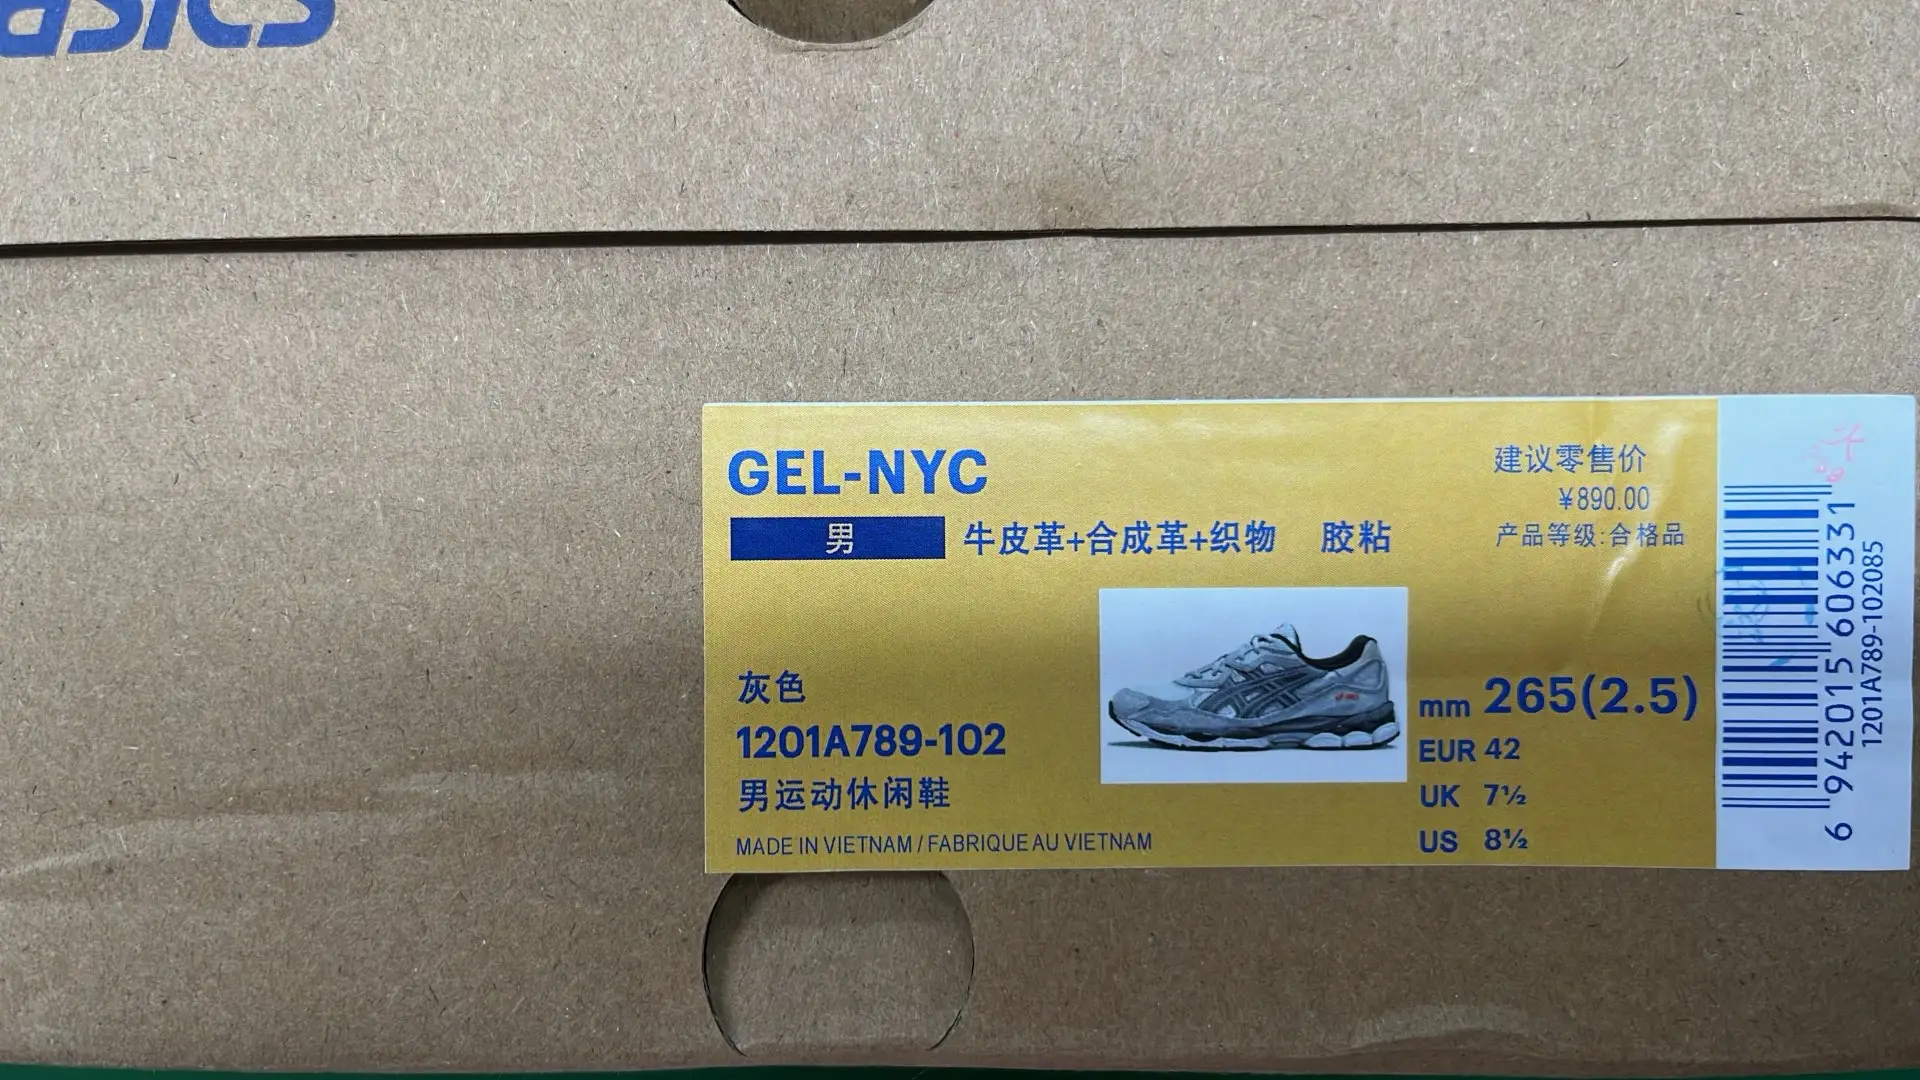 asics
GEL-NYC
男
牛皮革+合成革+织物 胶粘
建议零售价
¥890.00
产品等级:合格品
灰色
1201A789-102
男运动休闲鞋
MADE IN VIETNAM / FABRIQUE AU VIETNAM
mm 265(2.5)
EUR 42
UK 7½
US 8½
6 942015 606331
1201A789-102085